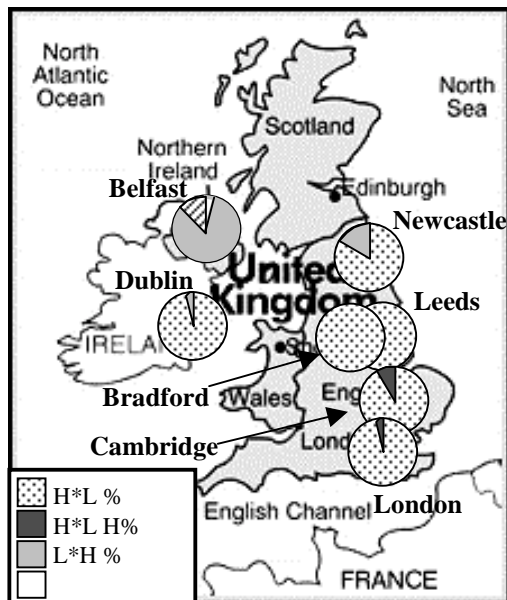 North
Atlantic
Ocean
North
Sea
Scotland
Northern
Ireland
Belfast
Edinburgh
Newcastle
United
Kingdom
Dublin
Leeds
IRELA
Bradford
Wales
Eng
Cambridge
Lond
London
English Channel
FRANCE
H*L %
H*L H%
L*H %